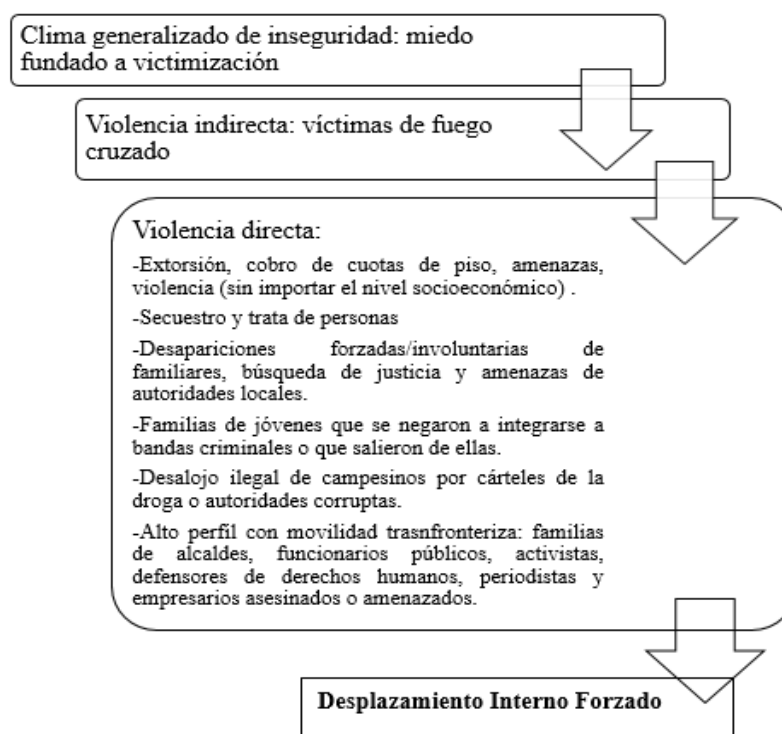 Clima generalizado de inseguridad: miedo
fundado a victimización
Violencia indirecta: víctimas de fuego
cruzado
Violencia directa:
-Extorsión, cobro de cuotas de piso, amenazas,
violencia (sin importar el nivel socioeconómico) .
-Secuestro y trata de personas
-Desapariciones forzadas/involuntarias de
familiares, búsqueda de justicia y amenazas de
autoridades locales.
-Familias de jóvenes que se negaron a integrarse a
bandas criminales o que salieron de ellas.
-Desalojo ilegal de campesinos por cárteles de la
droga o autoridades corruptas.
-Alto perfil con movilidad trasnfronteriza: familias
de alcaldes, funcionarios públicos, activistas,
defensores de derechos humanos, periodistas y
empresarios asesinados o amenazados.
Desplazamiento Interno Forzado